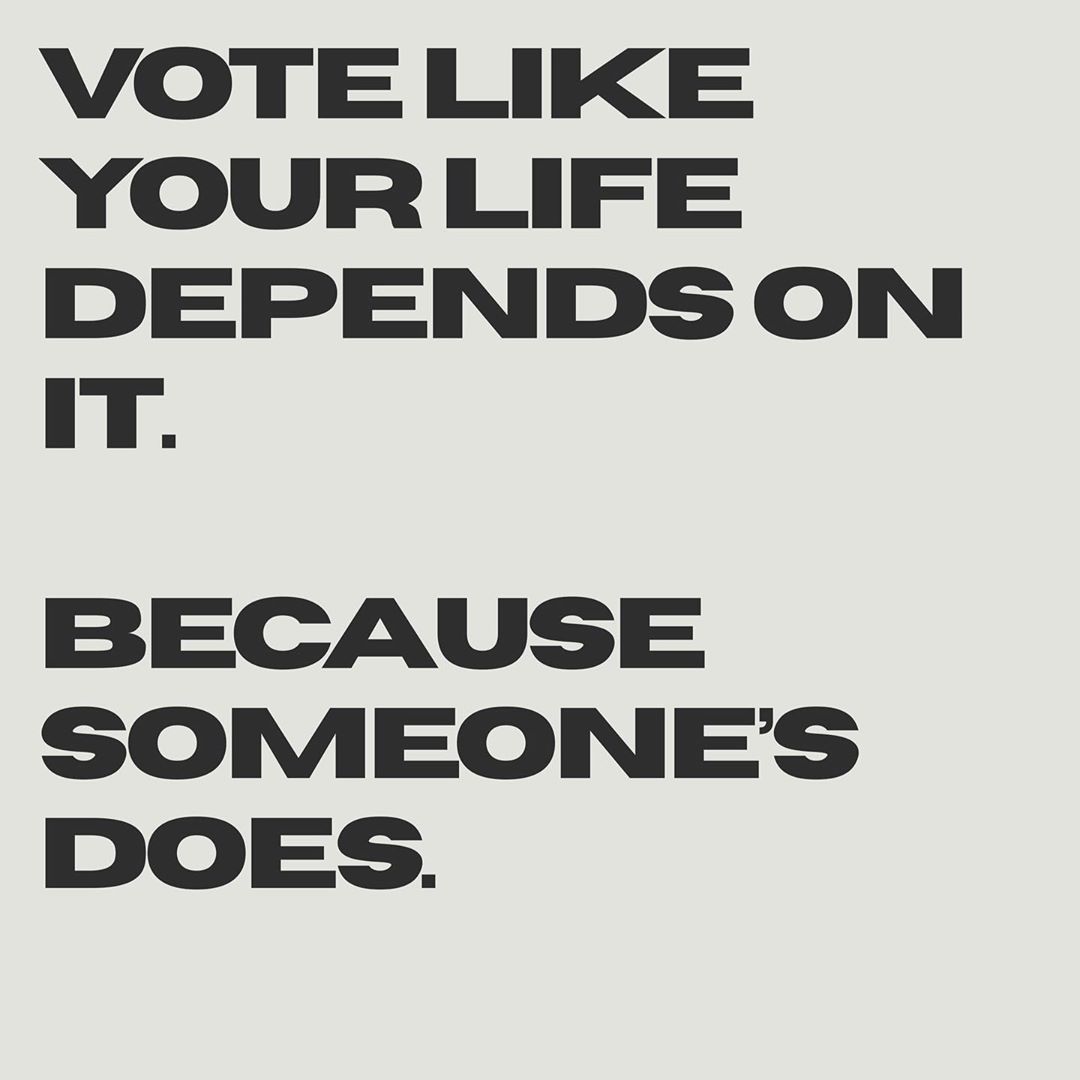 VOTE LIKE
YOUR LIFE
DEPENDS ON
IT.
BECAUSE
SOMEONE’S
DOES.